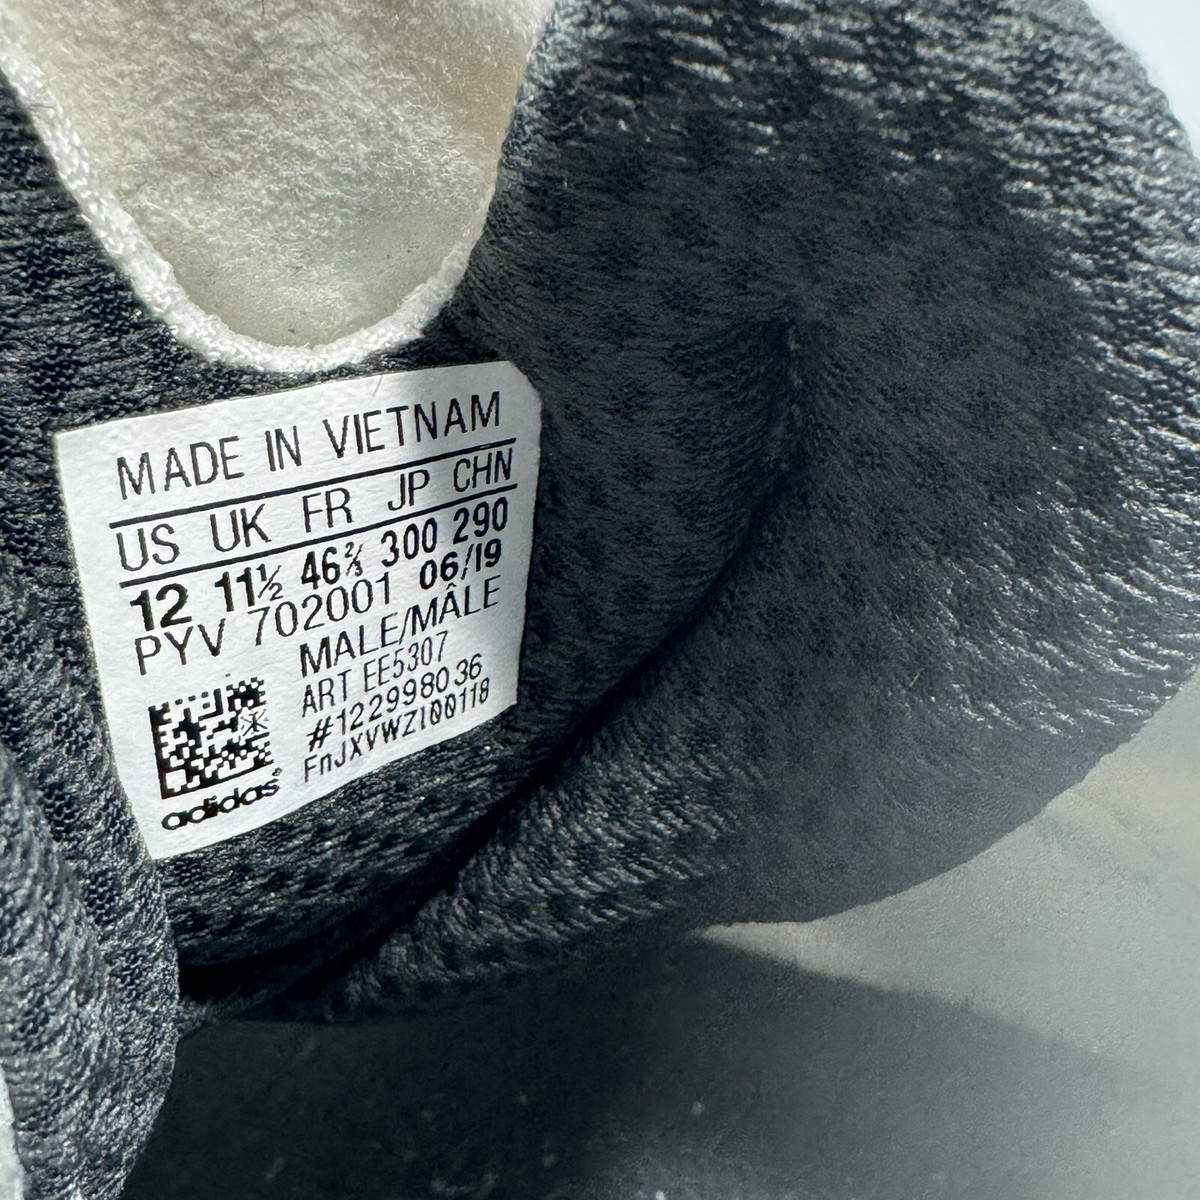 MADE IN VIETNAM
US UK FR JP CHN
12 11½ 46⅔ 300 290
PYV 702001 06/19
MALE/MÂLE
ART EE5307
#122998036
FnJXVWZI00118
adidas®